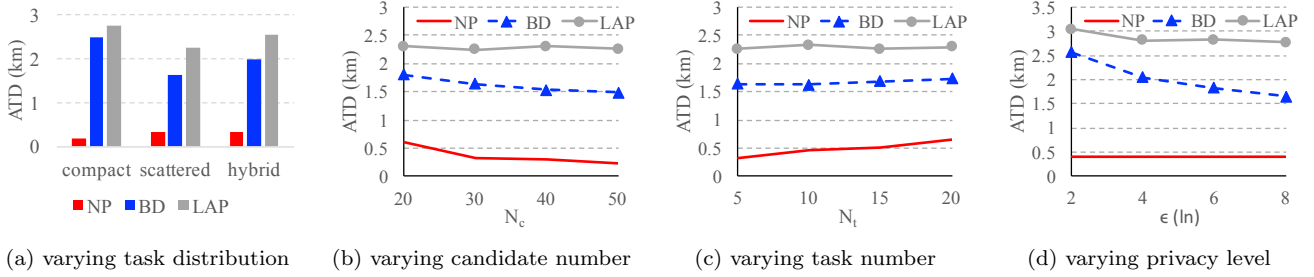 3
2
1
0
ATD (km)
compact scattered hybrid
NP BD LAP
(a) varying task distribution
3
2.5
2
1.5
1
0.5
0
ATD (km)
NP BD LAP
20 30 40 50
N_c
(b) varying candidate number
3
2.5
2
1.5
1
0.5
0
ATD (km)
NP BD LAP
5 10 15 20
N_t
(c) varying task number
3.5
3
2.5
2
1.5
1
0.5
0
ATD (km)
NP BD LAP
2 4 6 8
ϵ (ln)
(d) varying privacy level